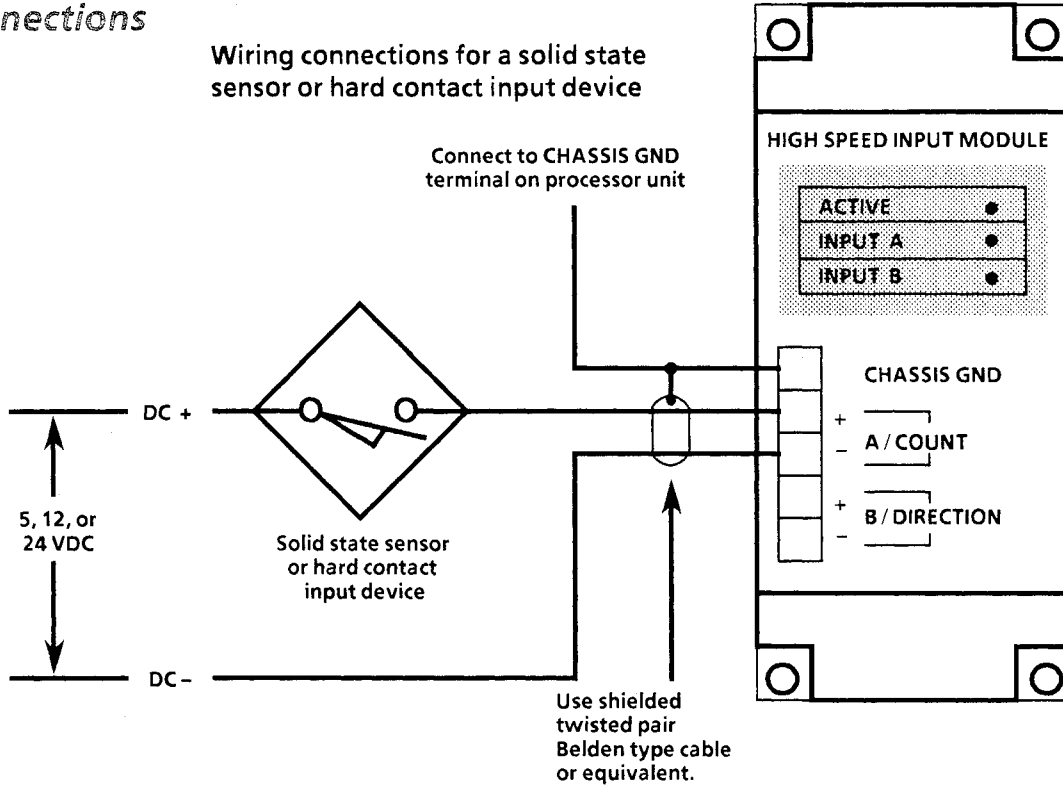 nections
Wiring connections for a solid state
sensor or hard contact input device
Connect to CHASSIS GND
terminal on processor unit
HIGH SPEED INPUT MODULE
ACTIVE
INPUT A
INPUT B
CHASSIS GND
+
A / COUNT
–
+
B / DIRECTION
–
DC +
5, 12, or
24 VDC
Solid state sensor
or hard contact
input device
DC –
Use shielded
twisted pair
Belden type cable
or equivalent.